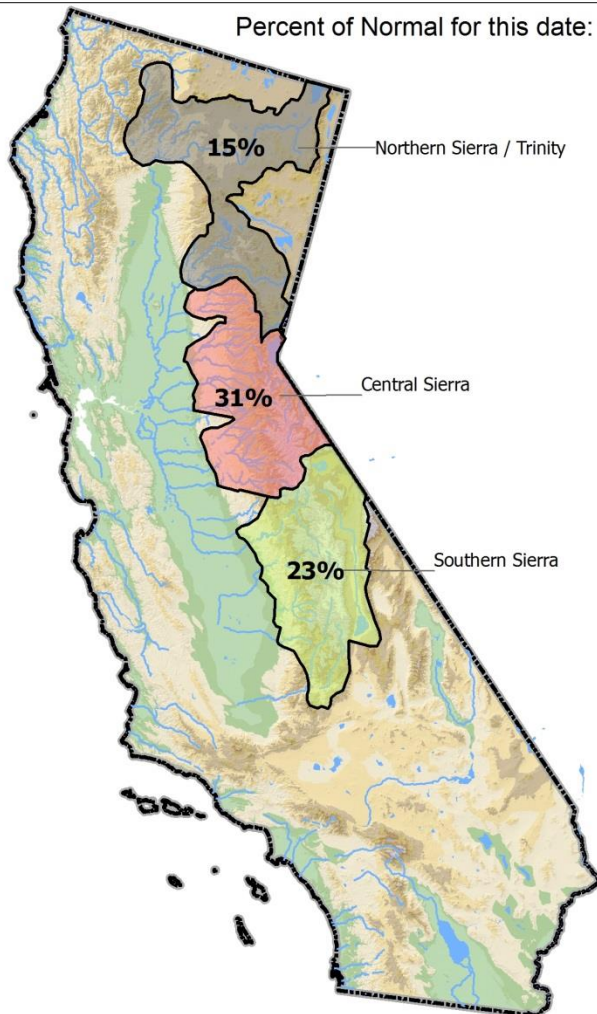 Percent of Normal for this date:
15%
Northern Sierra / Trinity
31%
Central Sierra
23%
Southern Sierra